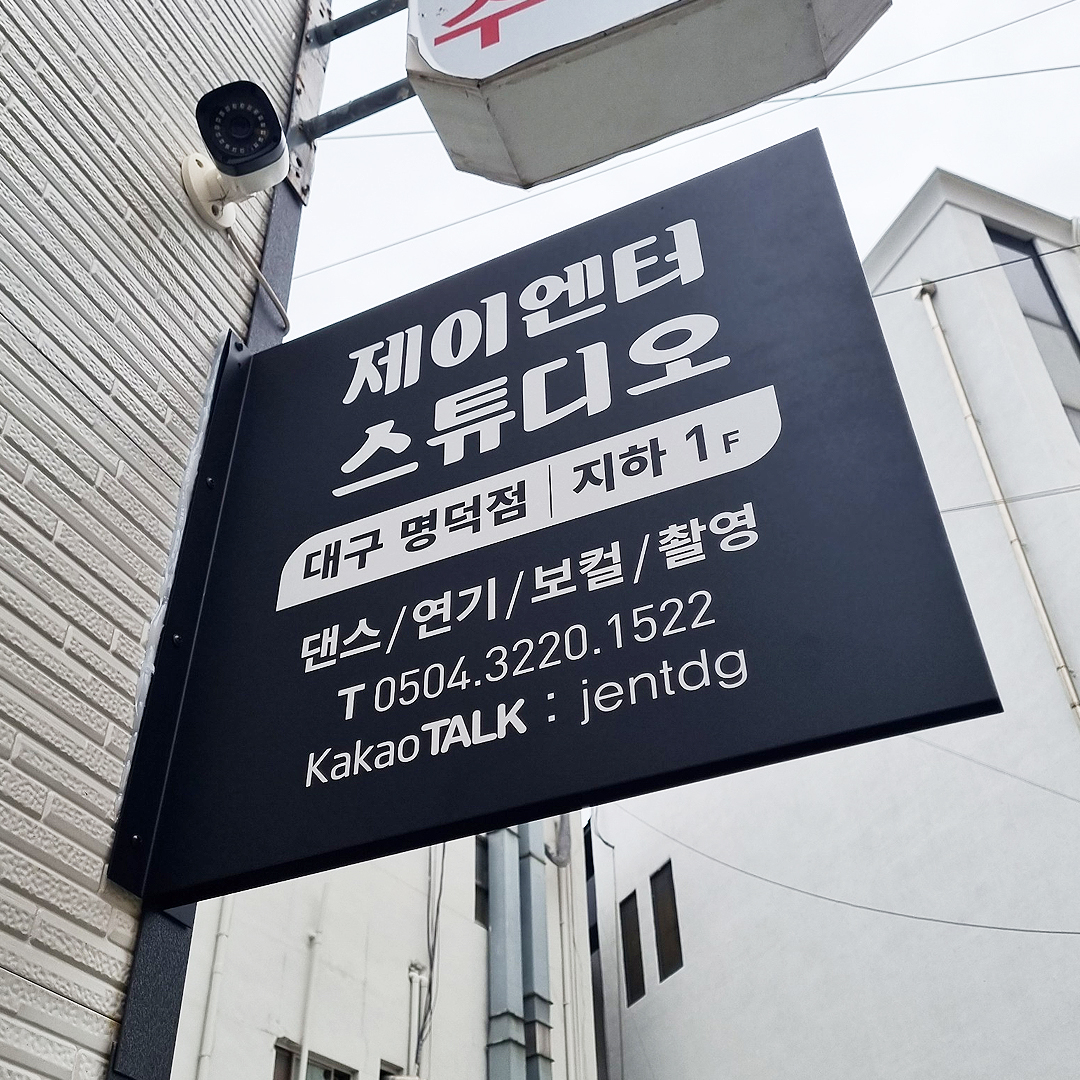 수
제이엔터
스튜디오
대구 명덕점 | 지하 1F
댄스/연기/보컬/촬영
T 0504.3220.1522
KakaoTALK : jentdg